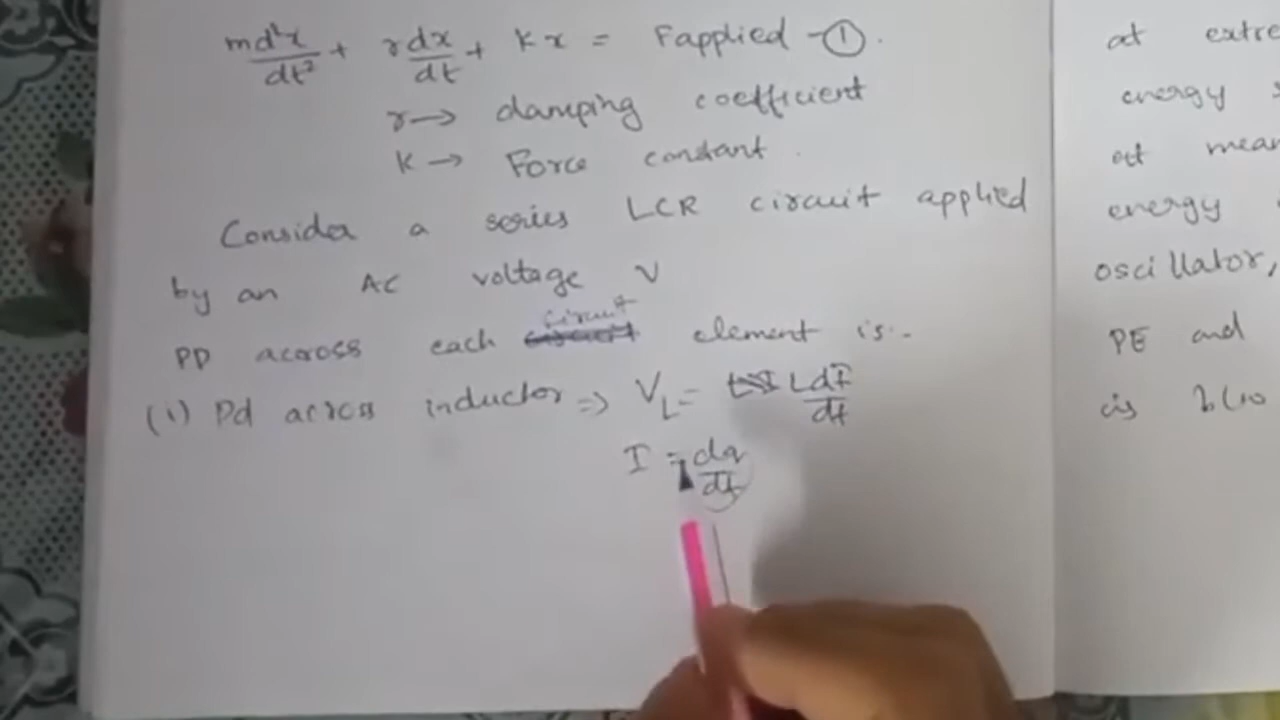 md²x/dt² + r dx/dt + kx = Fapplied -①.
r → damping coefficient
k → Force constant.
Consider a series LCR circuit applied
by an AC voltage V
PD across each circuit element is:-
(1) Pd across inductor => V_L = L dI/dt
I = dq/dt
at extre
energy
at mean
energy
oscillator,
PE and
is